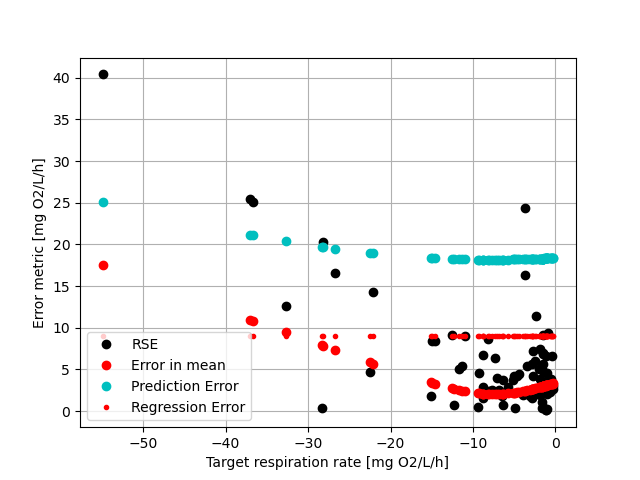 Error metric [mg O2/L/h]
40
35
30
25
20
15
10
5
0
RSE
Error in mean
Prediction Error
Regression Error
−50 −40 −30 −20 −10 0
Target respiration rate [mg O2/L/h]